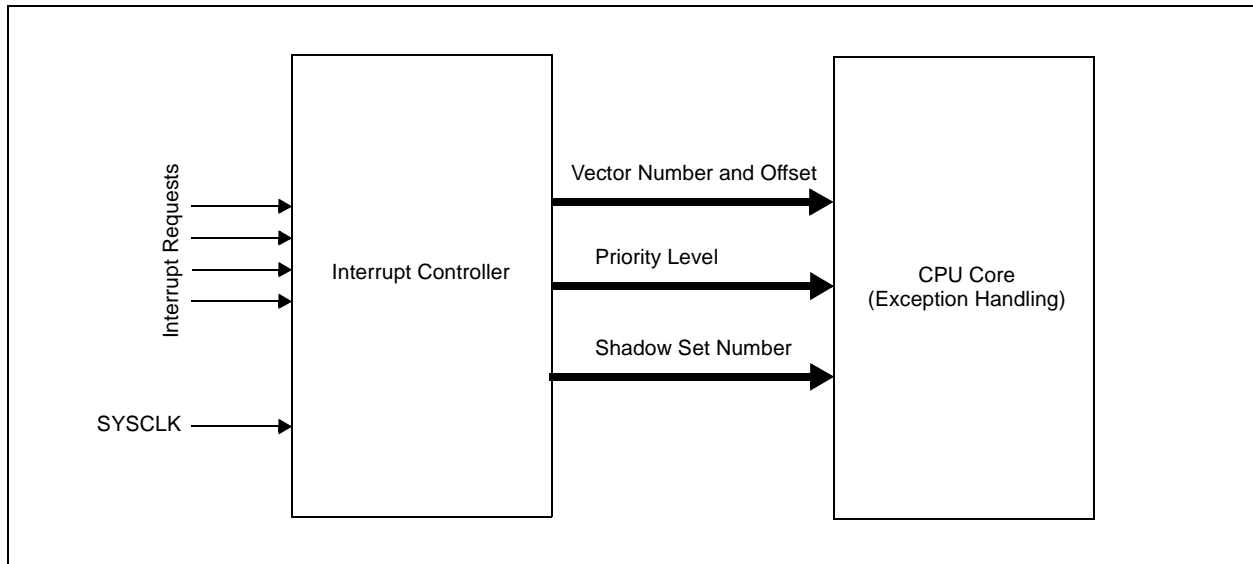 Interrupt Requests
SYSCLK
Interrupt Controller
Vector Number and Offset
Priority Level
Shadow Set Number
CPU Core
(Exception Handling)